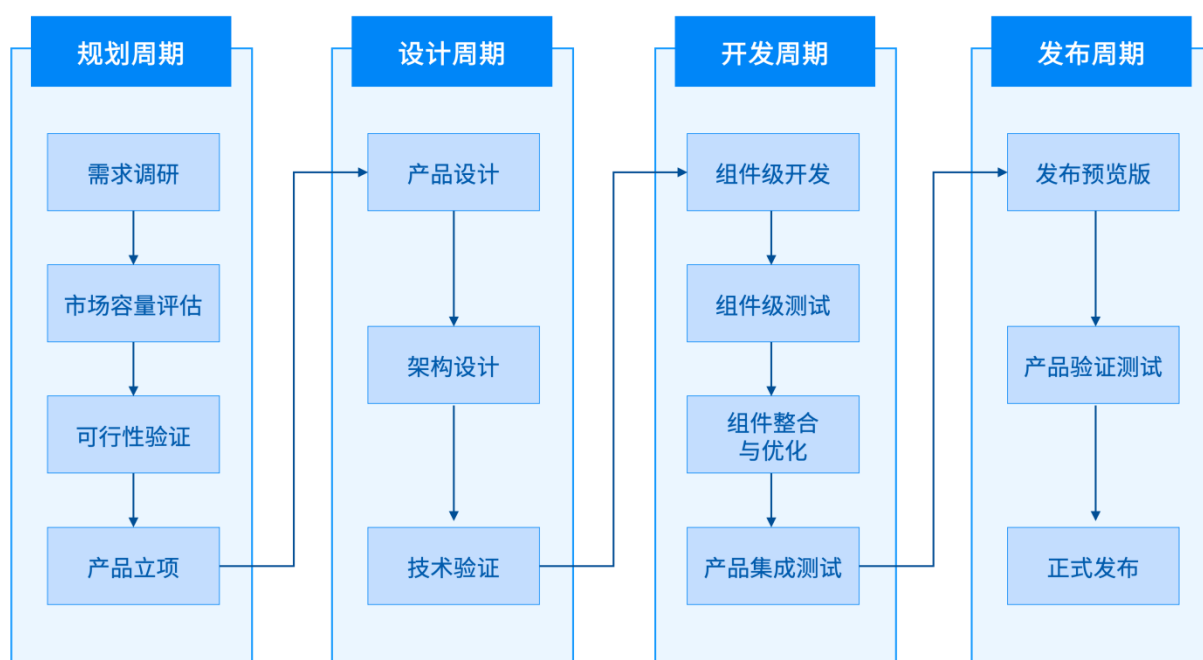 规划周期
需求调研
市场容量评估
可行性验证
产品立项
设计周期
产品设计
架构设计
技术验证
开发周期
组件级开发
组件级测试
组件整合
与优化
产品集成测试
发布周期
发布预览版
产品验证测试
正式发布